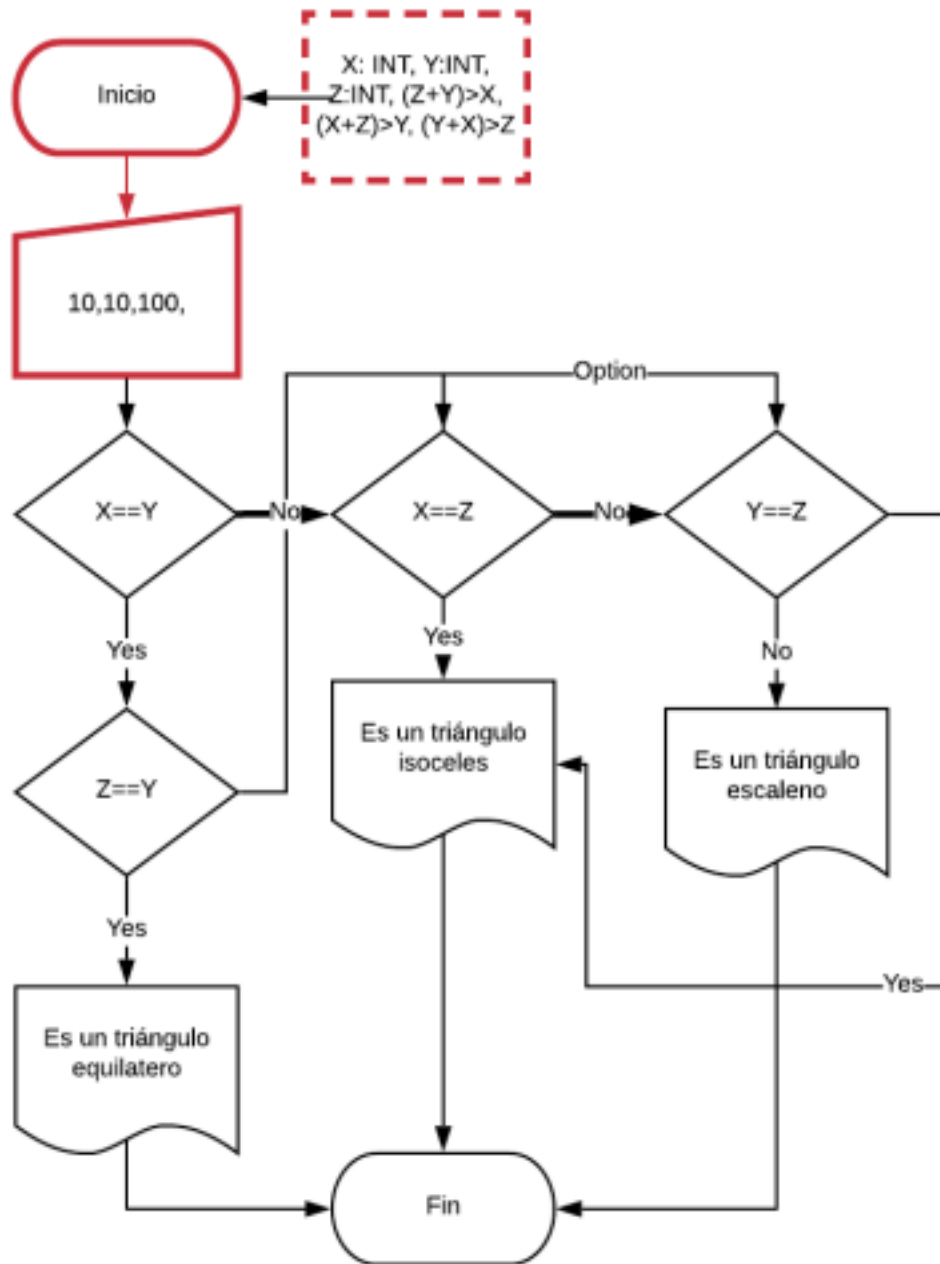 Inicio
X: INT, Y:INT,
Z:INT, (Z+Y)>X,
(X+Z)>Y, (Y+X)>Z
10,10,100,
Option
X==Y
No
X==Z
No
Y==Z
Yes
Yes
No
Z==Y
Es un triángulo
isoceles
Es un triángulo
escaleno
Yes
Yes
Es un triángulo
equilatero
Fin